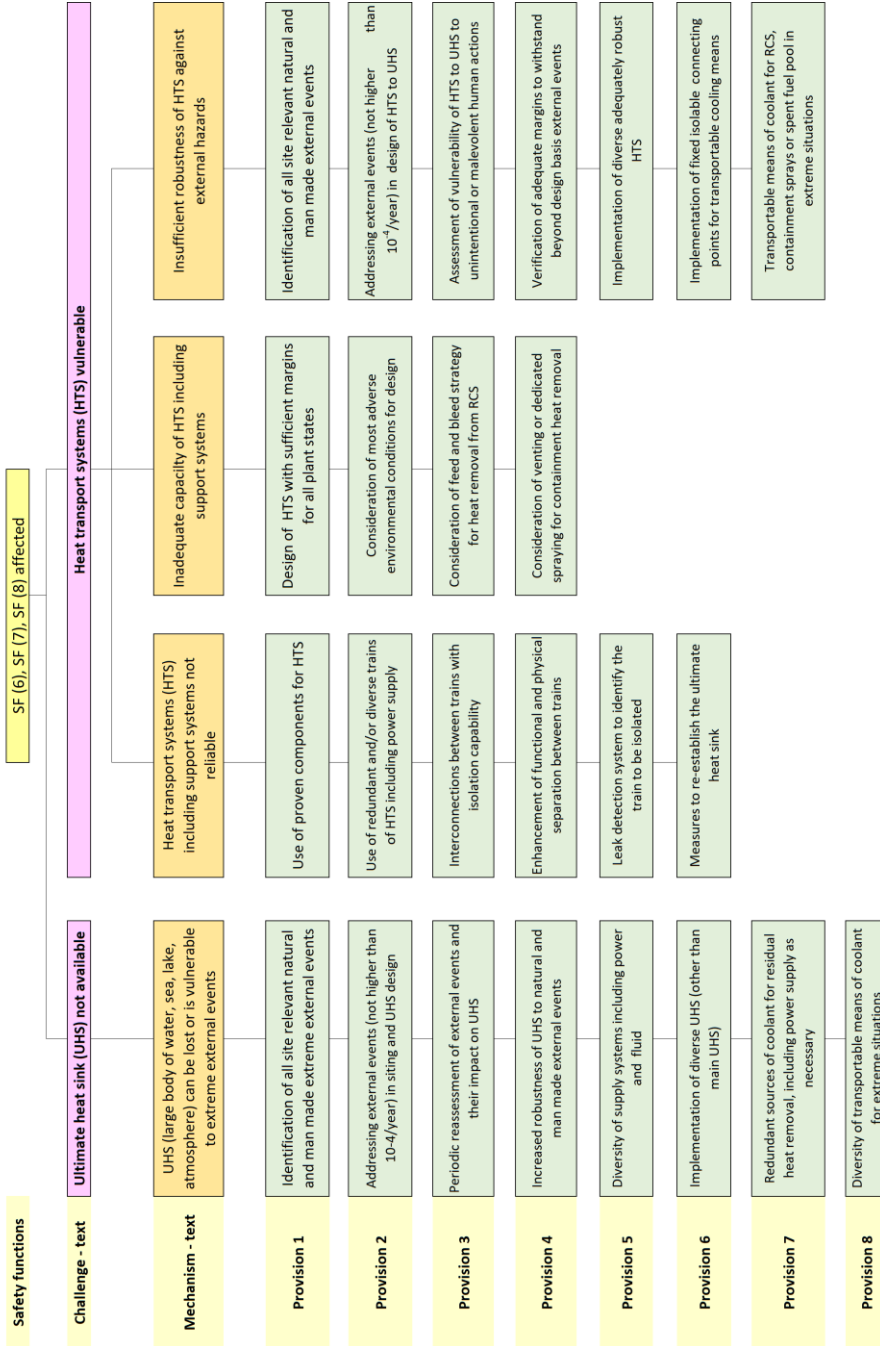 Safety functions
SF (6), SF (7), SF (8) affected
Challenge - text
Ultimate heat sink (UHS) not available
Heat transport systems (HTS) vulnerable
Mechanism - text
UHS (large body of water, sea, lake,
atmosphere) can be lost or is vulnerable
to extreme external events
Heat transport systems (HTS)
including support systems not
reliable
Inadequate capacilty of HTS including
support systems
Insufficient robustness of HTS against
external hazards
Provision 1
Identification of all site relevant natural
and man made extreme external events
Use of proven components for HTS
Design of HTS with sufficient margins
for all plant states
Identification of all site relevant natural and
man made external events
Provision 2
Addressing external events (not higher than
10-4/year) in siting and UHS design
Use of redundant and/or diverse trains
of HTS including power supply
Consideration of most adverse
environmental conditions for design
Addressing external events (not higher than
10⁻⁴/year) in design of HTS to UHS
Provision 3
Periodic reassessment of external events and
their impact on UHS
Interconnections between trains with
isolation capability
Consideration of feed and bleed strategy
for heat removal from RCS
Assessment of vulnerability of HTS to UHS to
unintentional or malevolent human actions
Provision 4
Increased robustness of UHS to natural and
man made external events
Enhancement of functional and physical
separation between trains
Consideration of venting or dedicated
spraying for containment heat removal
Verification of adequate margins to withstand
beyond design basis external events
Provision 5
Diversity of supply systems including power
and fluid
Leak detection system to identify the
train to be isolated
Implementation of diverse adequately robust
HTS
Provision 6
Implementation of diverse UHS (other than
main UHS)
Measures to re-establish the ultimate
heat sink
Implementation of fixed isolable connecting
points for transportable cooling means
Provision 7
Redundant sources of coolant for residual
heat removal, including power supply as
necessary
Transportable means of coolant for RCS,
containment sprays or spent fuel pool in
extreme situations
Provision 8
Diversity of transportable means of coolant
for extreme situations